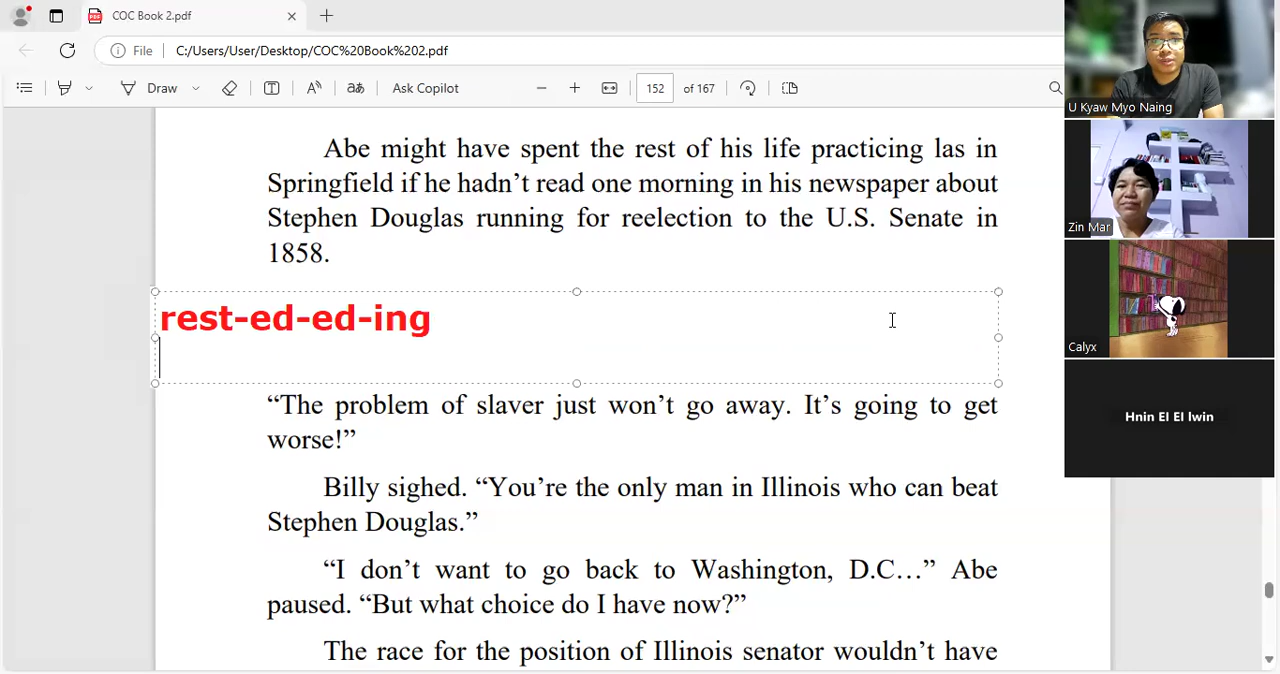 COC Book 2.pdf
File
C:/Users/User/Desktop/COC%20Book%202.pdf
Draw
aあ
Ask Copilot
152 of 167
Abe might have spent the rest of his life practicing las in
Springfield if he hadn’t read one morning in his newspaper about
Stephen Douglas running for reelection to the U.S. Senate in
1858.
rest-ed-ed-ing
“The problem of slaver just won’t go away. It’s going to get
worse!”
Billy sighed. “You’re the only man in Illinois who can beat
Stephen Douglas.”
“I don’t want to go back to Washington, D.C…” Abe
paused. “But what choice do I have now?”
The race for the position of Illinois senator wouldn’t have
U Kyaw Myo Naing
Zin Mar
Calyx
Hnin EI EI lwin